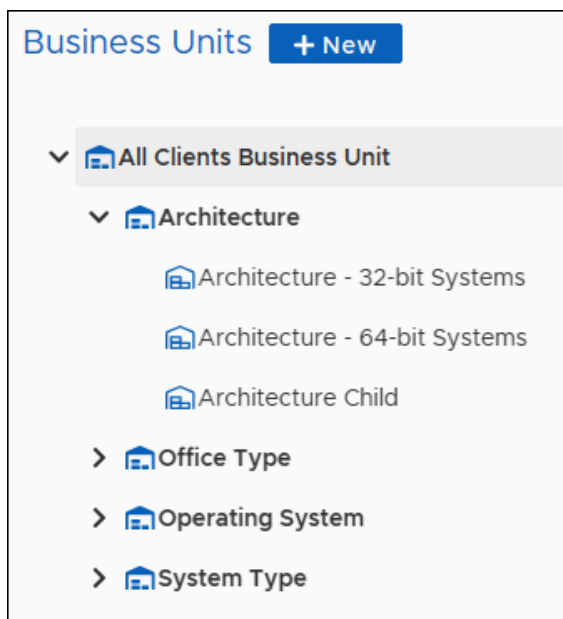 Business Units + New
All Clients Business Unit
Architecture
Architecture - 32-bit Systems
Architecture - 64-bit Systems
Architecture Child
Office Type
Operating System
System Type